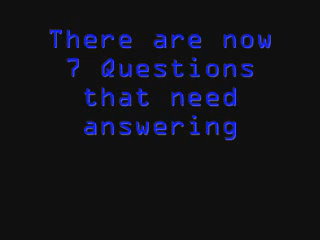 There are now
7 Questions
that need
answering